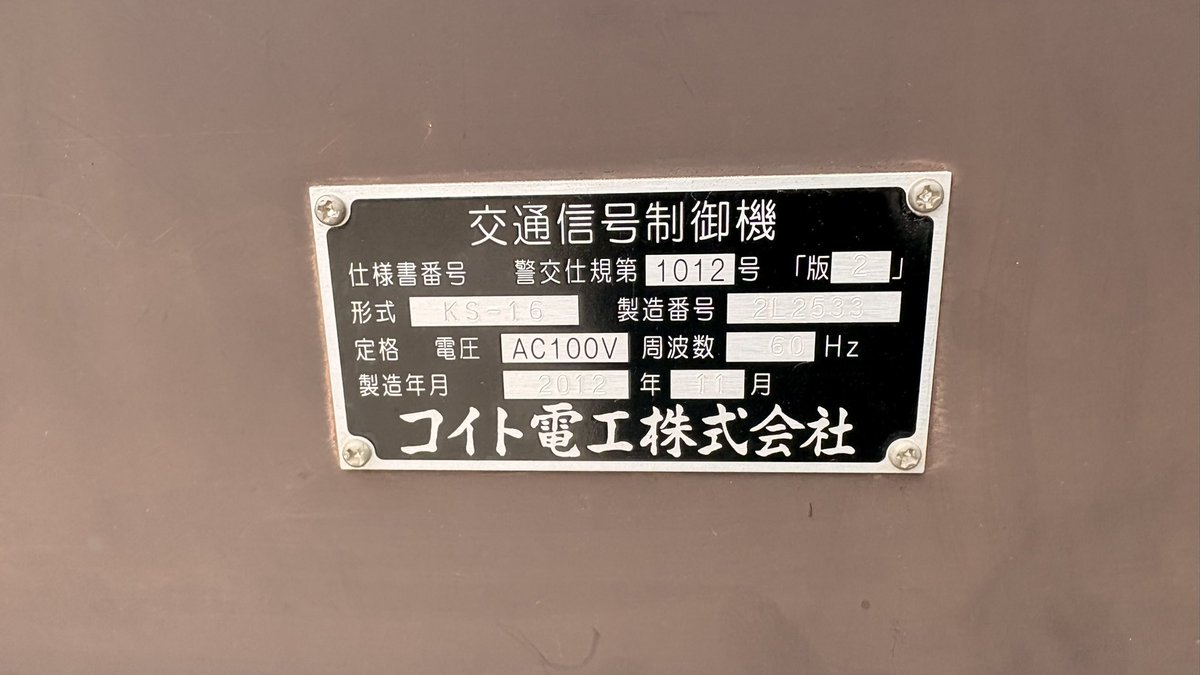 交通信号制御機
仕様書番号 警交仕規第 1012 号 「版 2 」
形式 KS-16 製造番号 2L2533
定格 電圧 AC100V 周波数 60 Hz
製造年月 2012 年 11 月
コイト電工株式会社